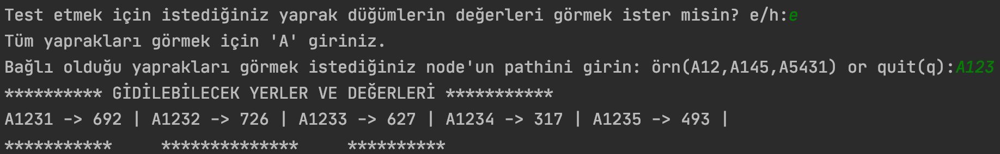 Test etmek için istediğiniz yaprak düğümlerin değerleri görmek ister misin? e/h:e
Tüm yaprakları görmek için 'A' giriniz.
Bağlı olduğu yaprakları görmek istediğiniz node'un pathini girin: örn(A12,A145,A5431) or quit(q):A123
********** GİDİLEBİLECEK YERLER VE DEĞERLERİ ***********
A1231 -> 692 | A1232 -> 726 | A1233 -> 627 | A1234 -> 317 | A1235 -> 493 |
***********     **************     **********